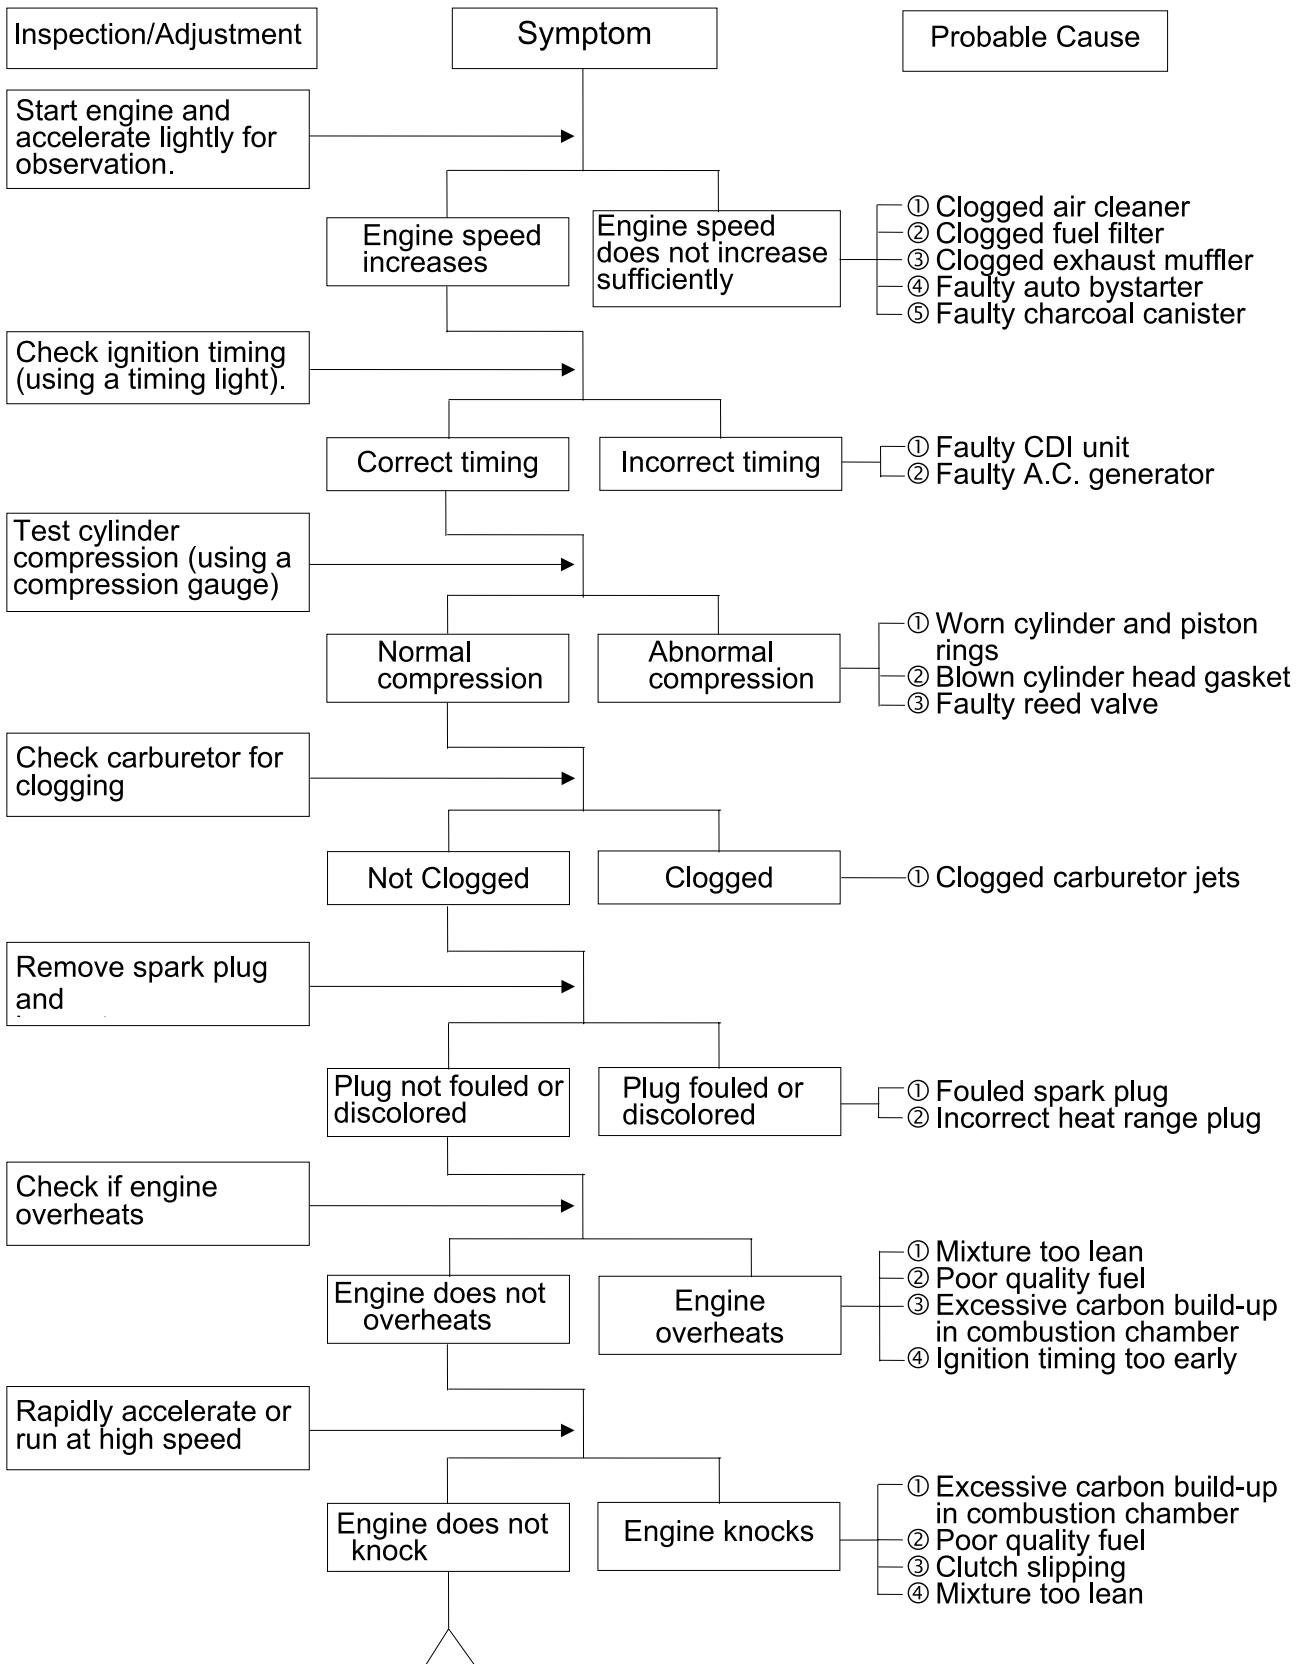 Inspection/Adjustment
Symptom
Probable Cause
Start engine and
accelerate lightly for
observation.
Engine speed
increases
Engine speed
does not increase
sufficiently
① Clogged air cleaner
② Clogged fuel filter
③ Clogged exhaust muffler
④ Faulty auto bystarter
⑤ Faulty charcoal canister
Check ignition timing
(using a timing light).
Correct timing
Incorrect timing
① Faulty CDI unit
② Faulty A.C. generator
Test cylinder
compression (using a
compression gauge)
Normal
compression
Abnormal
compression
① Worn cylinder and piston
rings
② Blown cylinder head gasket
③ Faulty reed valve
Check carburetor for
clogging
Not Clogged
Clogged
① Clogged carburetor jets
Remove spark plug
and
Plug not fouled or
discolored
Plug fouled or
discolored
① Fouled spark plug
② Incorrect heat range plug
Check if engine
overheats
Engine does not
overheats
Engine
overheats
① Mixture too lean
② Poor quality fuel
③ Excessive carbon build-up
in combustion chamber
④ Ignition timing too early
Rapidly accelerate or
run at high speed
Engine does not
knock
Engine knocks
① Excessive carbon build-up
in combustion chamber
② Poor quality fuel
③ Clutch slipping
④ Mixture too lean